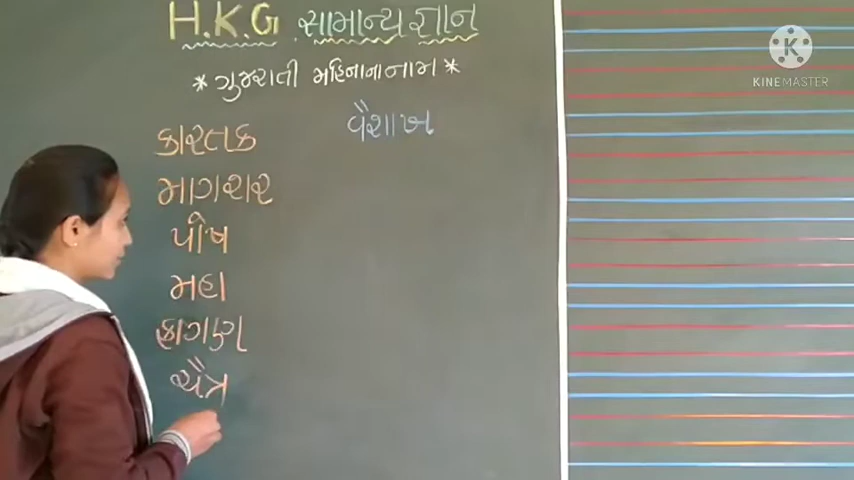 H.K.G સામાન્ય જ્ઞાન
* ગુજરાતી મહિનાના નામ *
કારતક
માગશર
પોષ
મહા
ફાગણ
ચૈત્ર
વૈશાખ
K
KINEMASTER